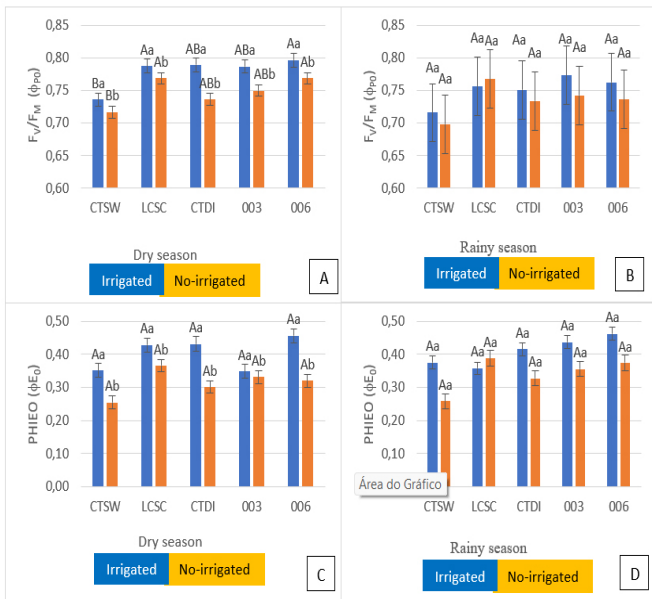 0,85
0,80
0,75
0,70
0,65
0,60
Fv/FM (ɸP0)
Ba Bb Aa Ab ABa ABb ABa ABb Aa Ab
CTSW LCSC CTDI 003 006
Dry season
Irrigated No-irrigated
A
0,85
0,80
0,75
0,70
0,65
0,60
Fv/FM (ɸP0)
Aa Aa Aa Aa Aa Aa Aa Aa Aa Aa
CTSW LCSC CTDI 003 006
Rainy season
Irrigated No-irrigated
B
0,50
0,40
0,30
0,20
0,10
0,00
PHIEO (ɸE0)
Aa Ab Aa Ab Aa Ab Aa Ab Aa Ab
CTSW LCSC CTDI 003 006
Dry season
Irrigated No-irrigated
C
0,50
0,40
0,30
0,20
0,10
PHIEO (ɸE0)
Aa Aa Aa Aa Aa Aa Aa Aa Aa Aa
Área do Gráfico
CTSW LCSC CTDI 003 006
Rainy season
Irrigated No-irrigated
D